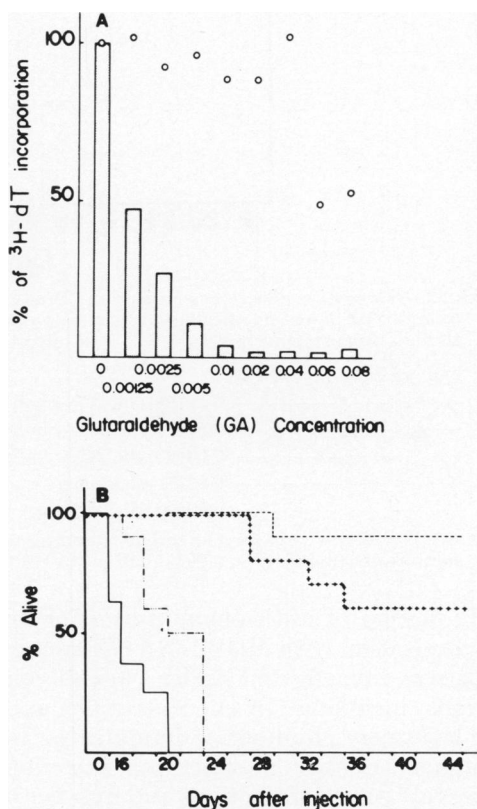 A
100
50
% of ³H-dT incorporation
0 0.0025 0.01 0.02 0.04 0.06 0.08
0.00125 0.005
Glutaraldehyde (GA) Concentration
B
100
50
% Alive
0 16 20 24 28 32 36 40 44
Days after injection